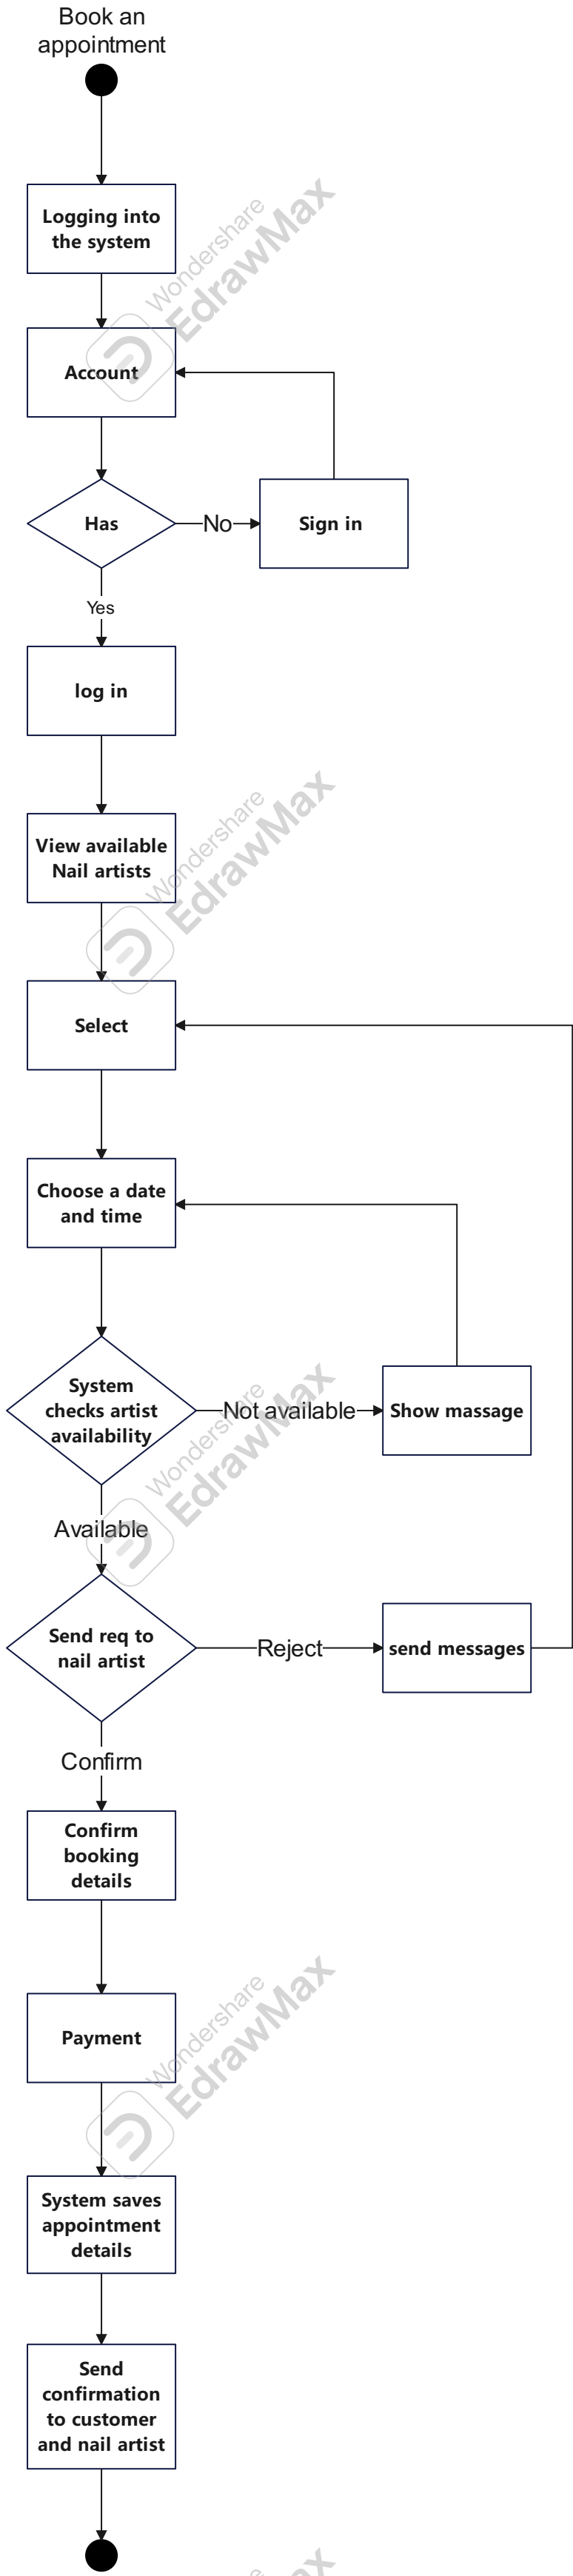 Book an
appointment
Logging into
the system
Wondershare
EdrawMax
Account
Has
No
Sign in
Yes
log in
View available
Nail artists
Wondershare
EdrawMax
Select
Choose a date
and time
System
checks artist
availability
Not available
Show massage
Wondershare
EdrawMax
Available
Send req to
nail artist
Reject
send messages
Confirm
Confirm
booking
details
Payment
Wondershare
EdrawMax
System saves
appointment
details
Send
confirmation
to customer
and nail artist